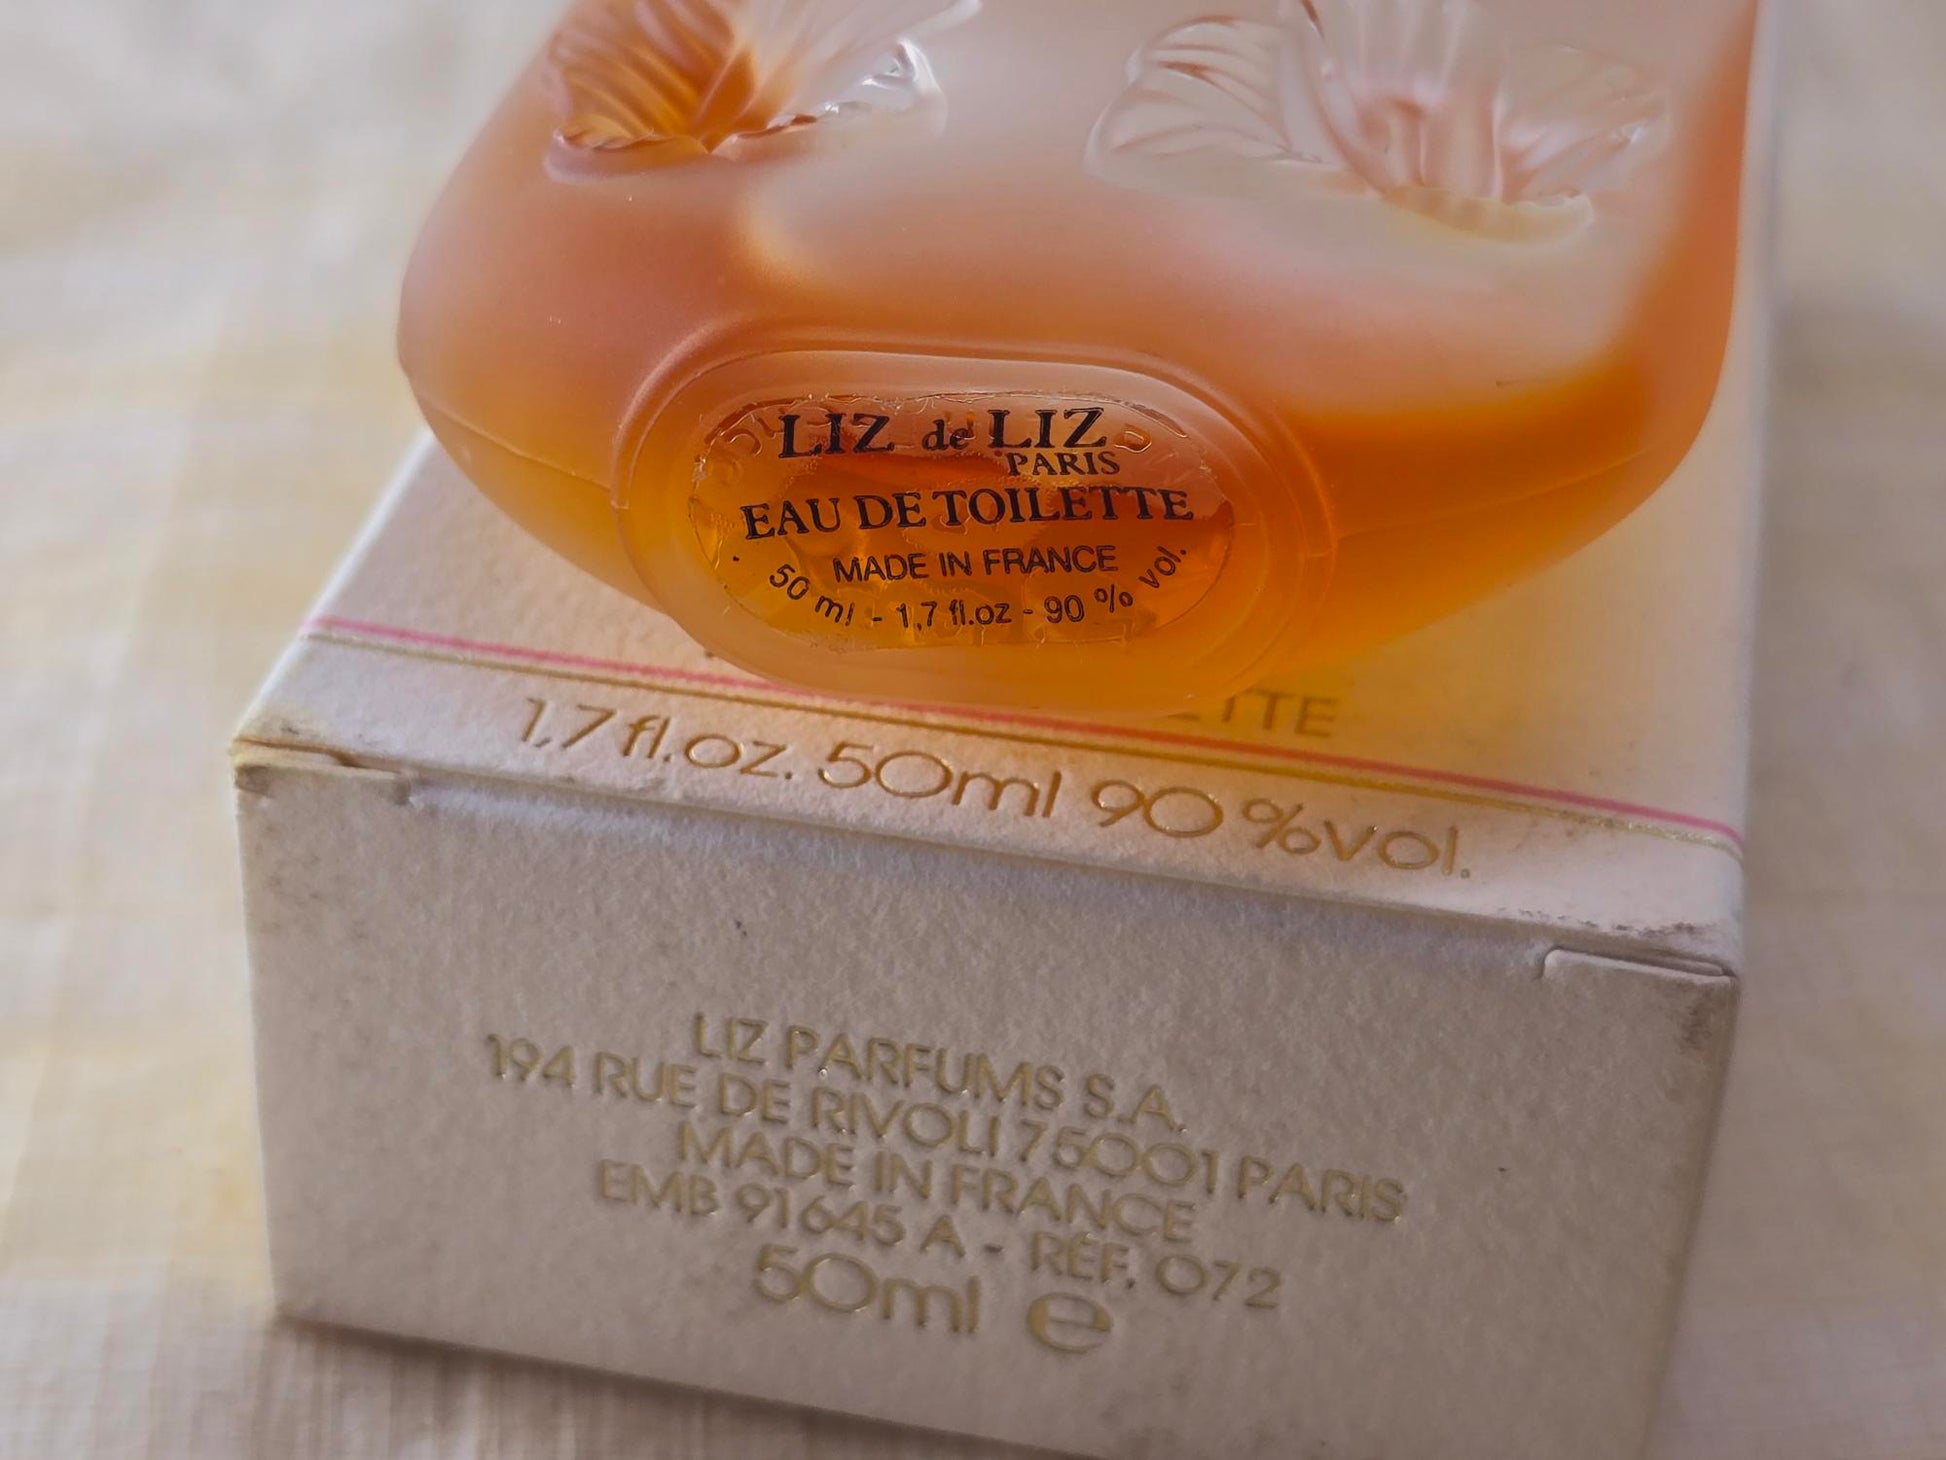 LIZ de LIZ
PARIS
EAU DE TOILETTE
MADE IN FRANCE
50 ml - 1,7 fl.oz - 90 % vol.
1,7 fl.oz. 50ml 90 %vol.
LIZ PARFUMS S.A.
194 RUE DE RIVOLI 75001 PARIS
MADE IN FRANCE
EMB 91645 A - RÉF. 072
50ml e